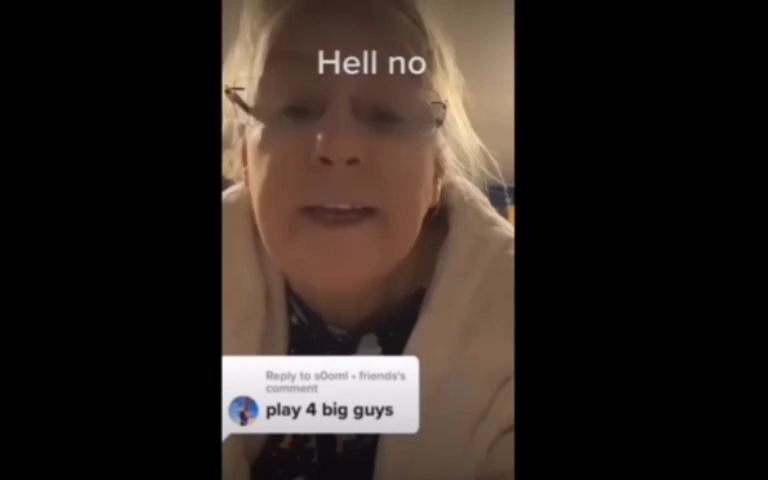 Hell no
Reply to s0oml • friends's
comment
play 4 big guys